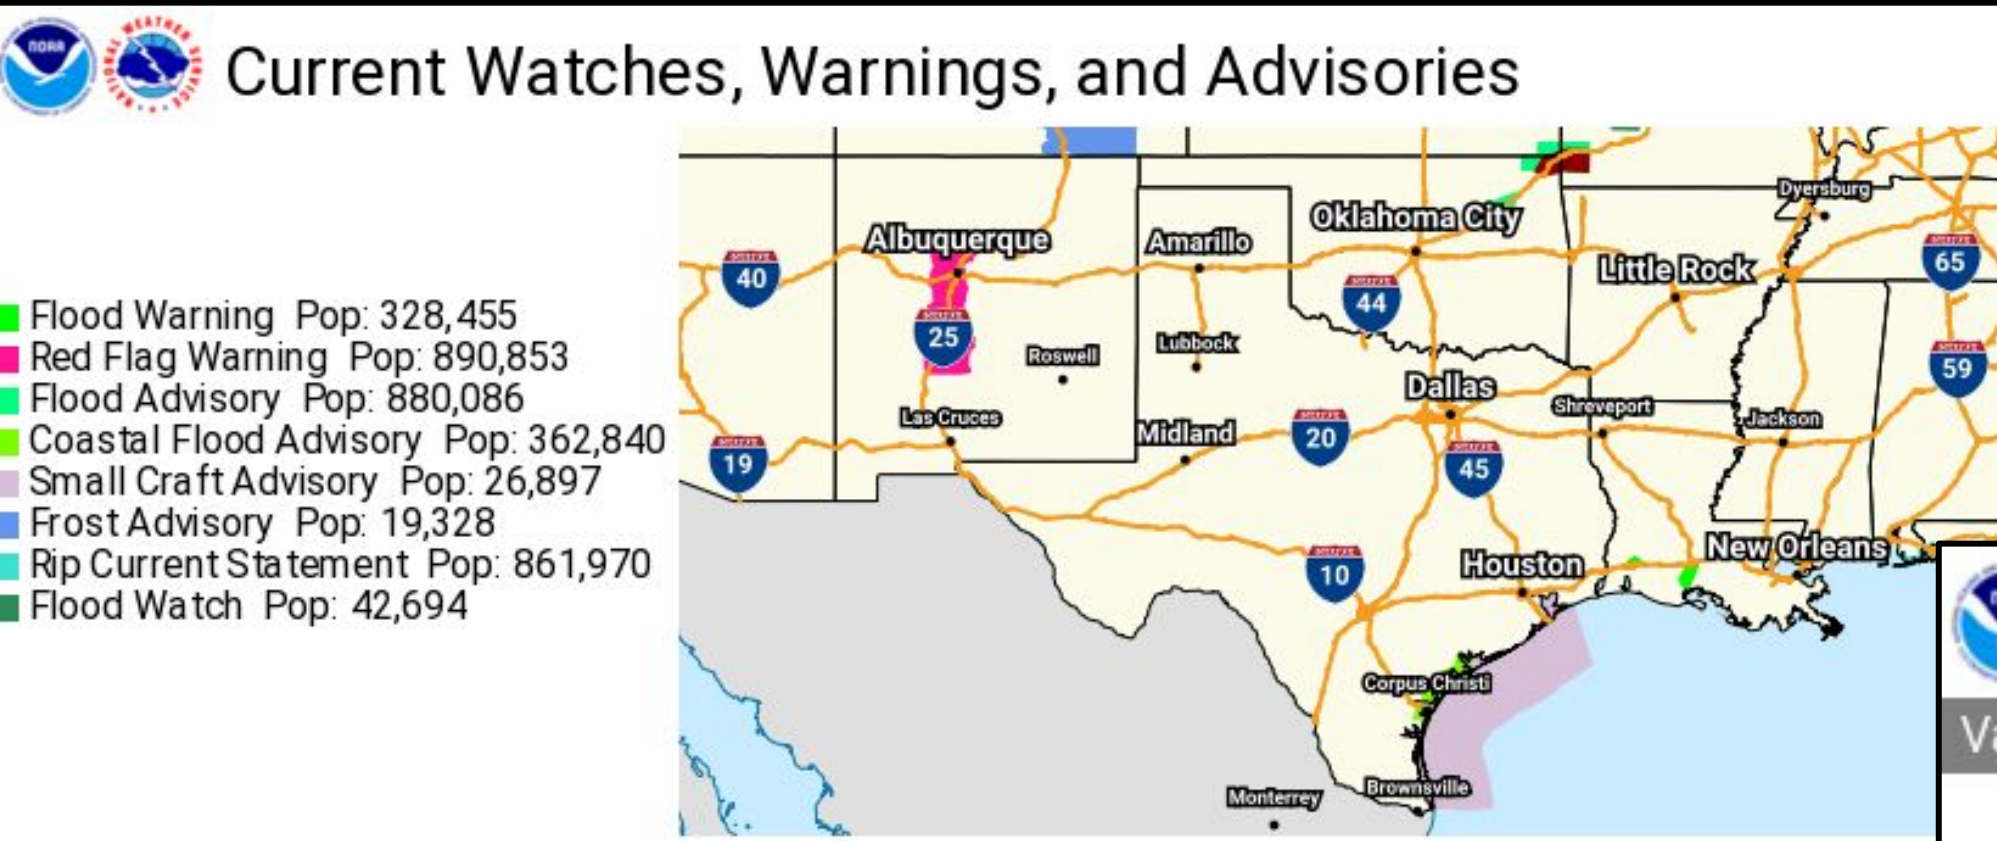 NOAA
NATIONAL WEATHER SERVICE
Current Watches, Warnings, and Advisories
Flood Warning Pop: 328,455
Red Flag Warning Pop: 890,853
Flood Advisory Pop: 880,086
Coastal Flood Advisory Pop: 362,840
Small Craft Advisory Pop: 26,897
Frost Advisory Pop: 19,328
Rip Current Statement Pop: 861,970
Flood Watch Pop: 42,694
Dyersburg
Oklahoma City
Albuquerque
Amarillo
65
Little Rock
40
44
25
Lubbock
Roswell
59
Dallas
Shreveport
Las Cruces
Jackson
Midland
20
19
45
New Orleans
Houston
10
Corpus Christi
Brownsville
Monterrey